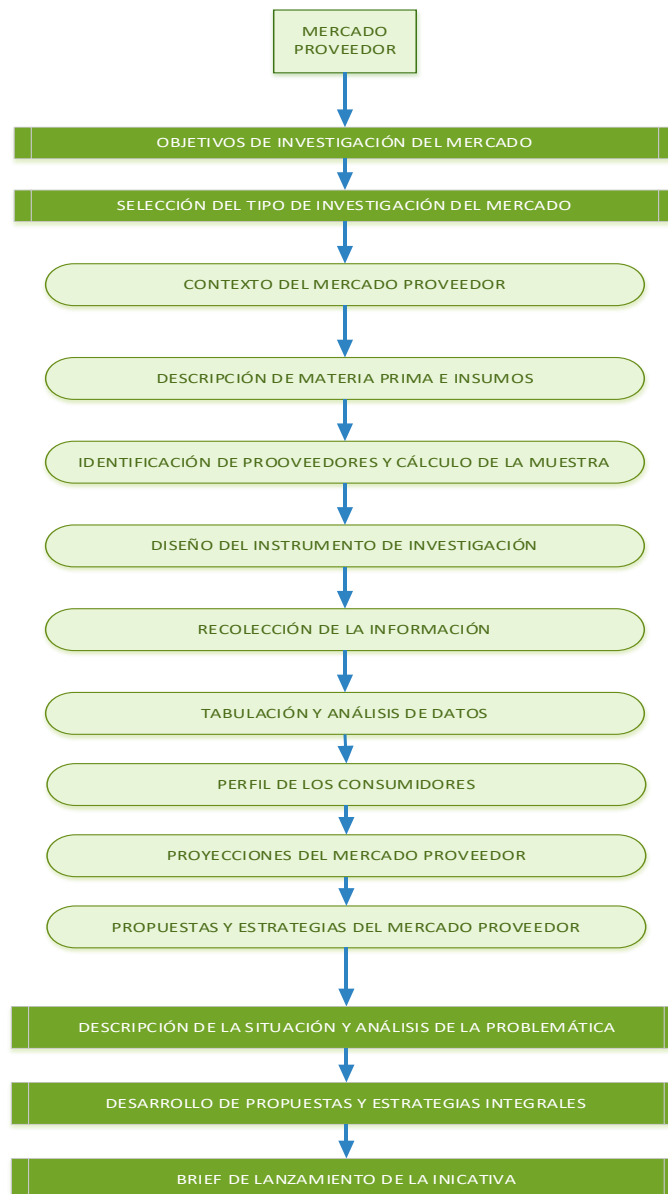 MERCADO
PROVEEDOR
OBJETIVOS DE INVESTIGACIÓN DEL MERCADO
SELECCIÓN DEL TIPO DE INVESTIGACIÓN DEL MERCADO
CONTEXTO DEL MERCADO PROVEEDOR
DESCRIPCIÓN DE MATERIA PRIMA E INSUMOS
IDENTIFICACIÓN DE PROOVEEDORES Y CÁLCULO DE LA MUESTRA
DISEÑO DEL INSTRUMENTO DE INVESTIGACIÓN
RECOLECCIÓN DE LA INFORMACIÓN
TABULACIÓN Y ANÁLISIS DE DATOS
PERFIL DE LOS CONSUMIDORES
PROYECCIONES DEL MERCADO PROVEEDOR
PROPUESTAS Y ESTRATEGIAS DEL MERCADO PROVEEDOR
DESCRIPCIÓN DE LA SITUACIÓN Y ANÁLISIS DE LA PROBLEMÁTICA
DESARROLLO DE PROPUESTAS Y ESTRATEGIAS INTEGRALES
BRIEF DE LANZAMIENTO DE LA INICATIVA